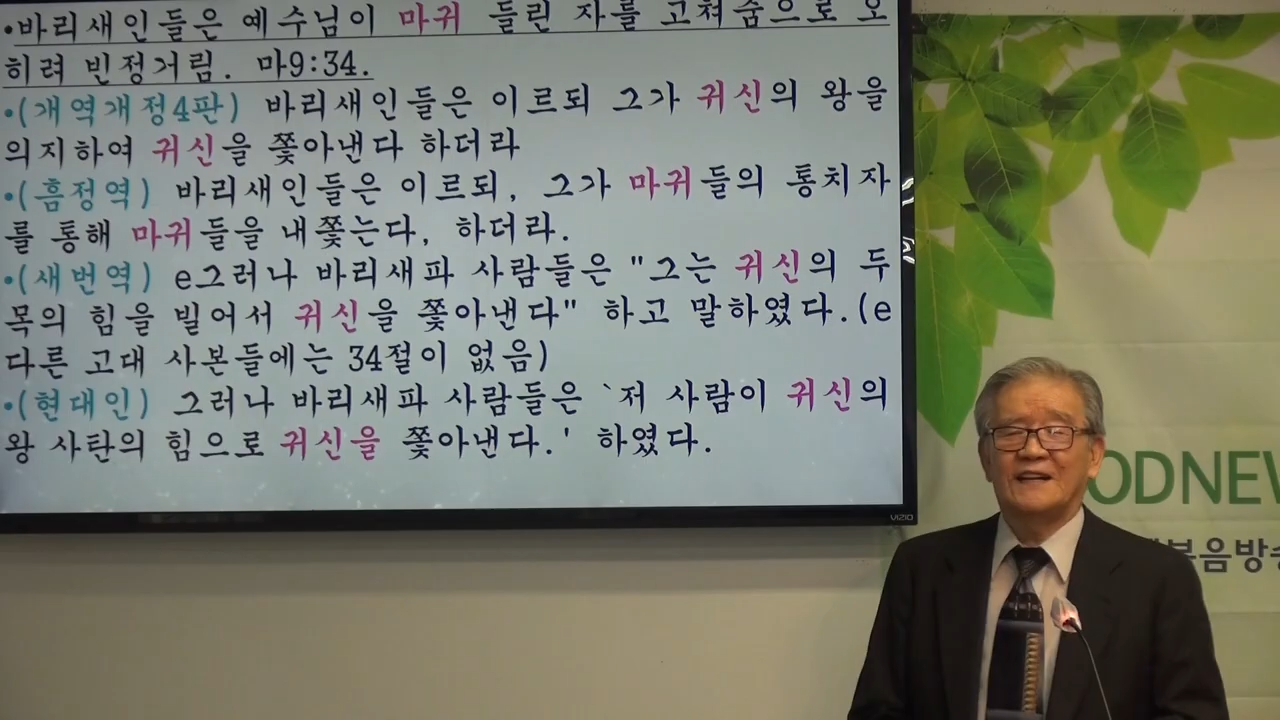 •바리새인들은 예수님이 마귀 들린 자를 고쳐줌으로 오
히려 빈정거림. 마9:34.
•(개역개정4판) 바리새인들은 이르되 그가 귀신의 왕을
의지하여 귀신을 쫓아낸다 하더라
•(흠정역) 바리새인들은 이르되, 그가 마귀들의 통치자
를 통해 마귀들을 내쫓는다, 하더라.
•(새번역) e그러나 바리새파 사람들은 "그는 귀신의 두
목의 힘을 빌어서 귀신을 쫓아낸다" 하고 말하였다.(e
다른 고대 사본들에는 34절이 없음)
•(현대인) 그러나 바리새파 사람들은 `저 사람이 귀신의
왕 사탄의 힘으로 귀신을 쫓아낸다.' 하였다.
VIZIO
ODNEW
복음방송